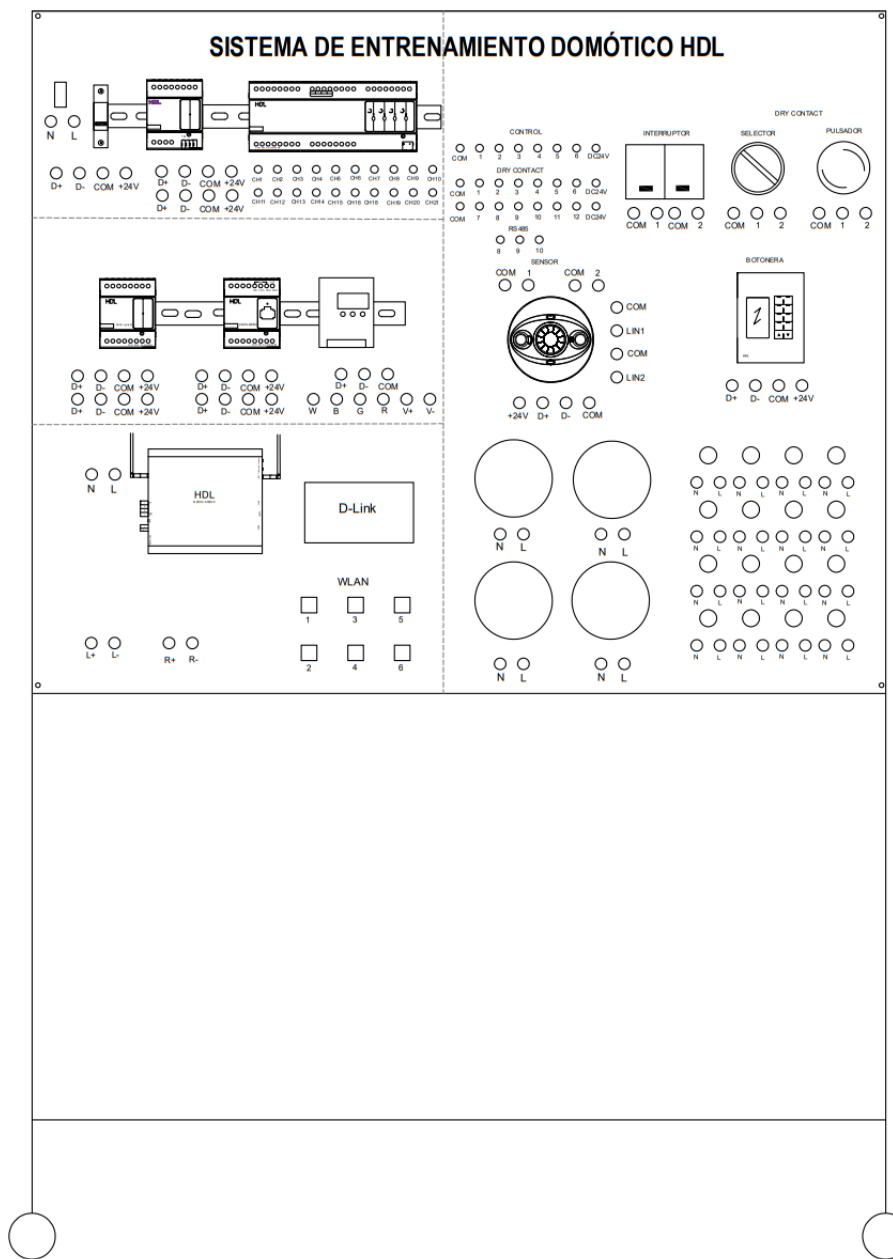 SISTEMA DE ENTRENAMIENTO DOMÓTICO HDL
HDL
HDL
N L
D+ D- COM +24V
D+ D- COM +24V
D+ D- COM +24V
CH1 CH2 CH3 CH4 CH5 CH6 CH7 CH8 CH9 CH10
CH11 CH12 CH13 CH14 CH15 CH16 CH18 CH19 CH20 CH21
HDL
HDL
D+ D- COM +24V
D+ D- COM +24V
D+ D- COM +24V
D+ D- COM +24V
D+ D- COM
W B G R V+ V-
N L
HDL
D-Link
WLAN
1 3 5
2 4 6
L+ L-
R+ R-
CONTROL
COM 1 2 3 4 5 6 DC24V
DRY CONTACT
COM 1 2 3 4 5 6 DC24V
COM 7 8 9 10 11 12 DC24V
RS485
8 9 10
SENSOR
COM 1 COM 2
COM
LIN1
COM
LIN2
+24V D+ D- COM
DRY CONTACT
INTERRUPTOR
SELECTOR
PULSADOR
COM 1 COM 2
COM 1 2
COM 1 2
BOTONERA
D+ D- COM +24V
N L
N L
N L
N L
N L N L N L N L
N L N L N L N L
N L N L N L N L
N L N L N L N L